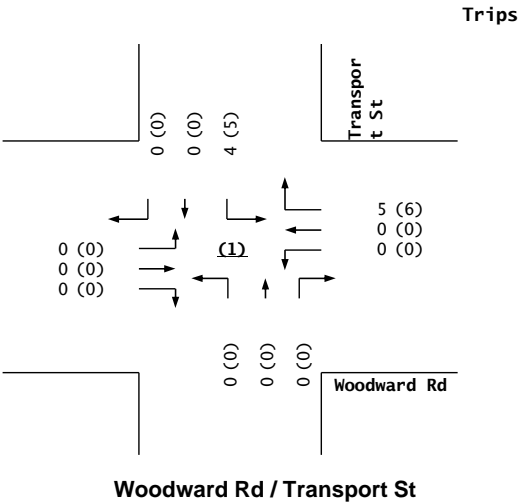 Trips
Transpor
t St
0 (0)
0 (0)
4 (5)
5 (6)
0 (0)
0 (0)
(1)
0 (0)
0 (0)
0 (0)
0 (0)
0 (0)
0 (0)
Woodward Rd
Woodward Rd / Transport St